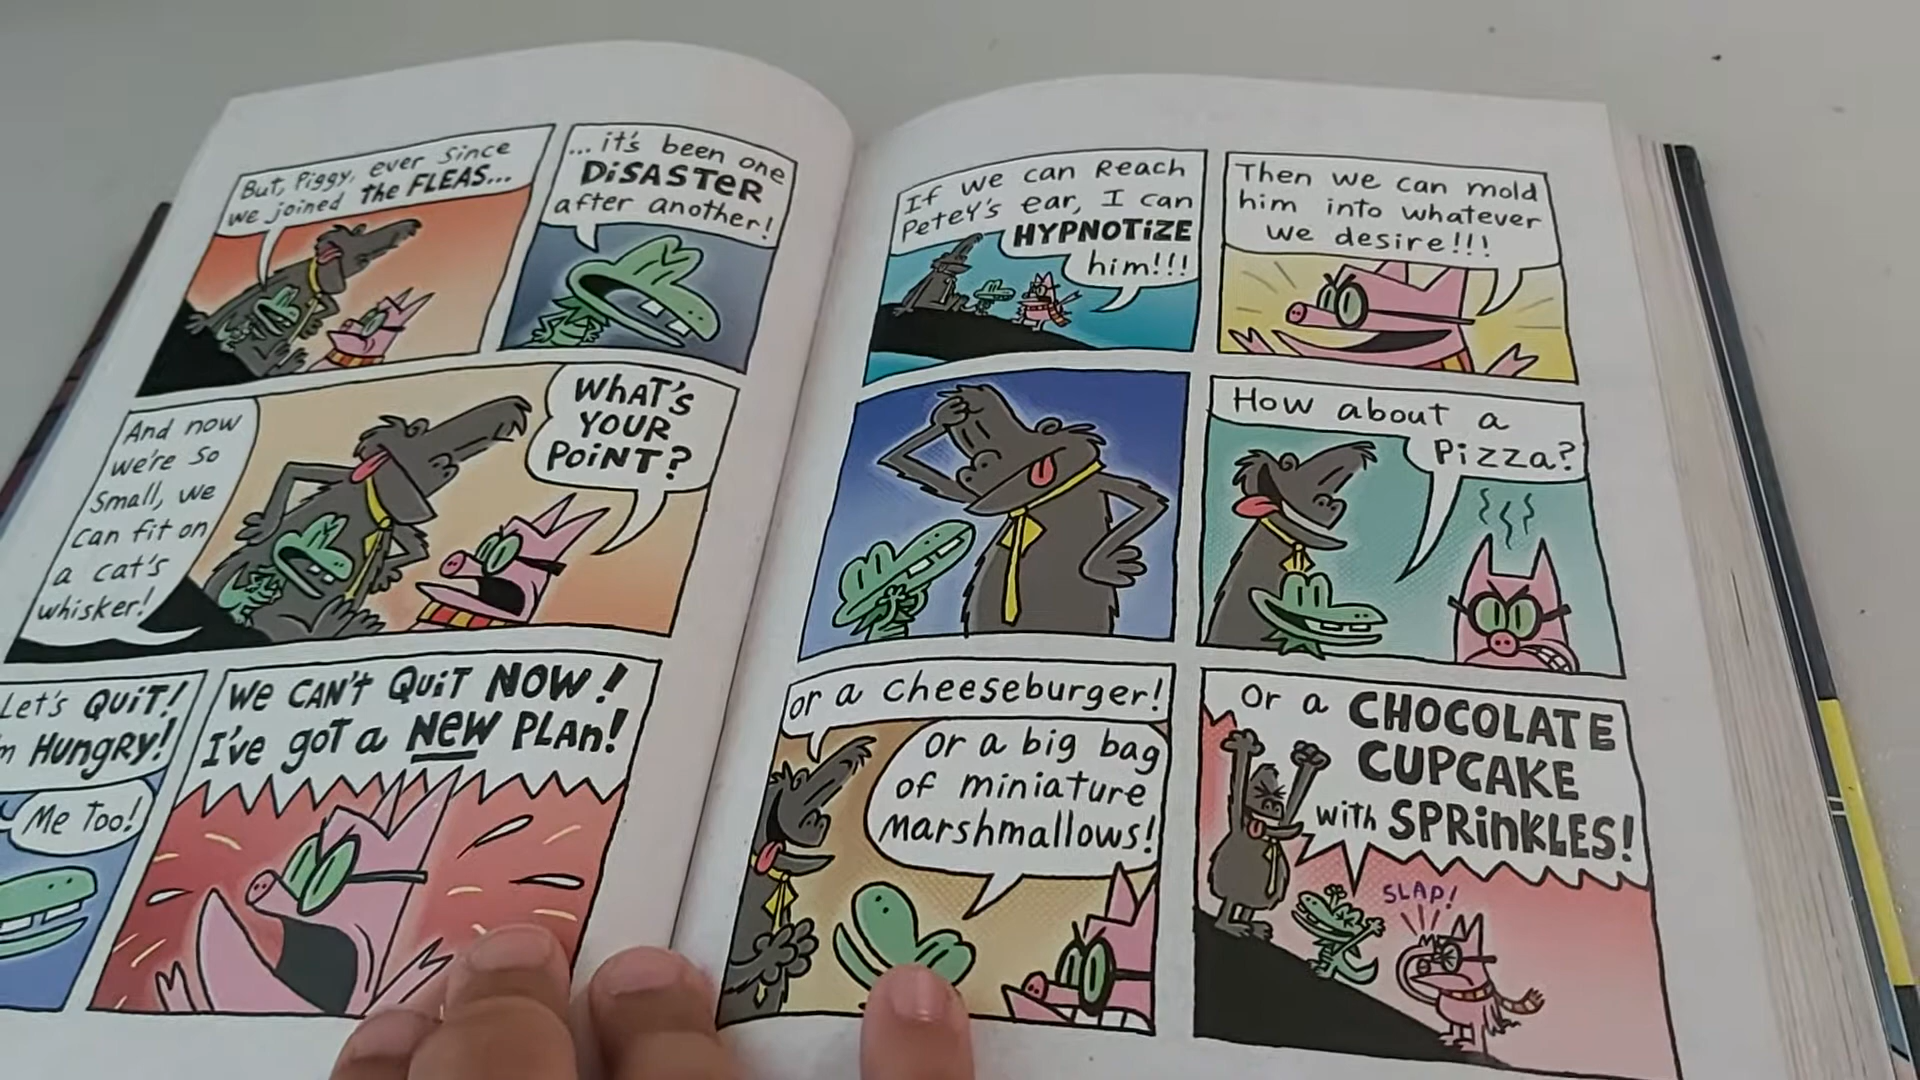 But, Piggy, ever since
we joined the FLEAS...
... it's been one
DiSASTeR
after another!
And now
we're so
small, we
can fit on
a cat's
whisker!
WHAT'S
YOUR
POiNT?
Let's QUiT!
HUNgRY!
Me Too!
We CAN'T QUiT NOW!
I've got a NeW PLAn!
If we can Reach
PeteY's ear, I can
HYPNOTiZE
him!!!
Then we can mold
him into whatever
we desire!!!
How about a
Pizza?
or a cheeseburger!
Or a big bag
of miniature
Marshmallows!
Or a CHOCOLATE
CUPCAKE
with SPRinKLES!
SLAP!